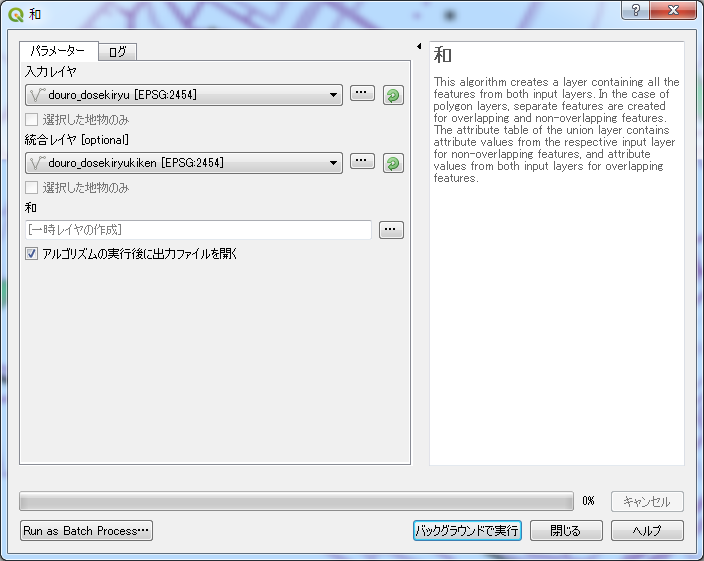 和
パラメーター
ログ
入力レイヤ
douro_dosekiryu [EPSG:2454]
選択した地物のみ
統合レイヤ [optional]
douro_dosekiryukiken [EPSG:2454]
選択した地物のみ
和
[一時レイヤの作成]
アルゴリズムの実行後に出力ファイルを開く
和
This algorithm creates a layer containing all the
features from both input layers. In the case of
polygon layers, separate features are created
for overlapping and non-overlapping features.
The attribute table of the union layer contains
attribute values from the respective input layer
for non-overlapping features, and attribute
values from both input layers for overlapping
features.
0%
キャンセル
Run as Batch Process…
バックグラウンドで実行
閉じる
ヘルプ